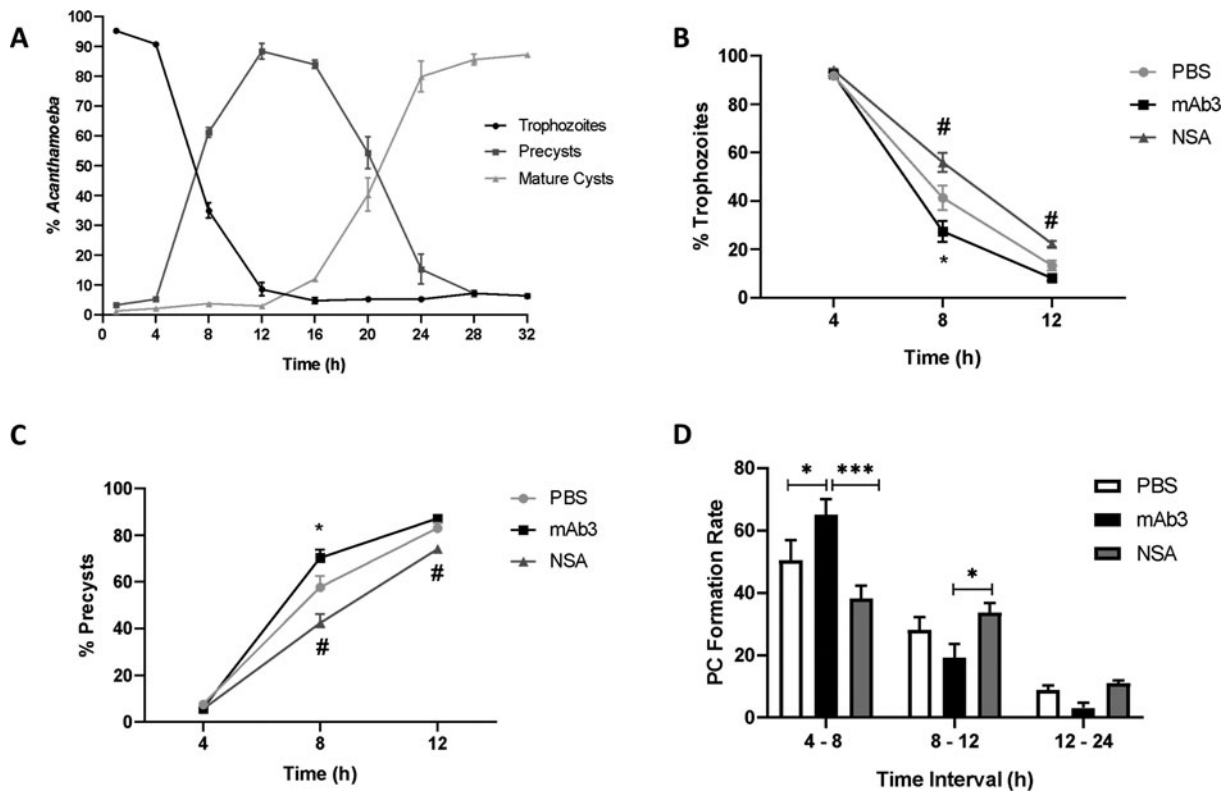 A
% Acanthamoeba
100
90
80
70
60
50
40
30
20
10
0
0 4 8 12 16 20 24 28 32
Time (h)
Trophozoites
Precysts
Mature Cysts
B
% Trophozoites
100
80
60
40
20
0
#
#
*
4 8 12
Time (h)
PBS
mAb3
NSA
C
% Precysts
100
80
60
40
20
0
*
#
#
4 8 12
Time (h)
PBS
mAb3
NSA
D
PC Formation Rate
80
60
40
20
0
* ***
*
4 - 8 8 - 12 12 - 24
Time Interval (h)
PBS
mAb3
NSA